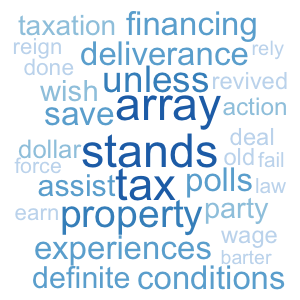 taxation financing
reign deliverance rely
done unless revived
wish array action
save
dollar stands deal
old fail
force tax polls law
assist
earn property party
experiences wage
barter
definite conditions